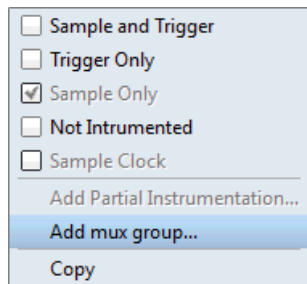 Sample and Trigger
Trigger Only
Sample Only
Not Intrumented
Sample Clock
Add Partial Instrumentation...
Add mux group...
Copy